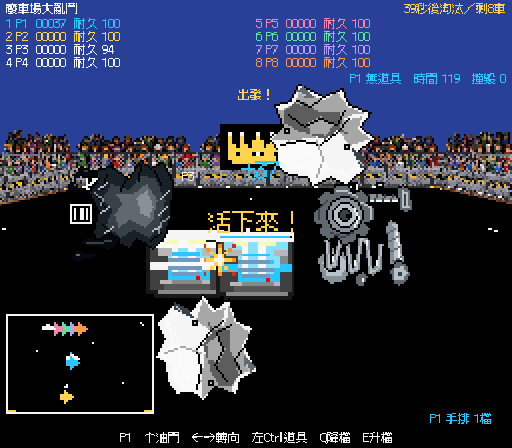 廢車場大亂鬥
39秒後淘汰／剩8車
1 P1 00037 耐久 100
2 P2 00000 耐久 100
3 P3 00000 耐久 94
4 P4 00000 耐久 100
5 P5 00000 耐久 100
6 P6 00000 耐久 100
7 P7 00000 耐久 100
8 P8 00000 耐久 100
P1 無道具 時間 119 撞毀 0
出發！
P3
活下來！
P1 手排 1檔
P1 ↑油門 ←→轉向 左Ctrl道具 Q降檔 E升檔